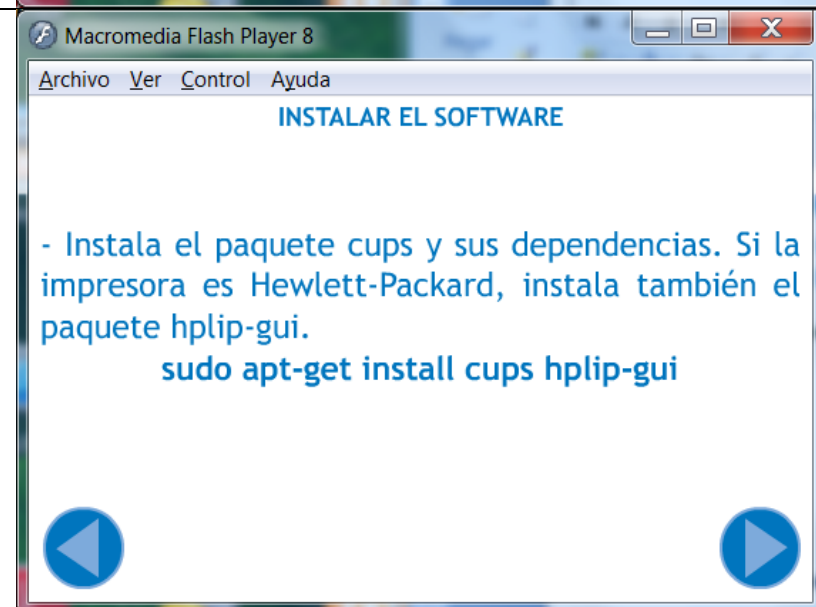 Macromedia Flash Player 8
Archivo Ver Control Ayuda
INSTALAR EL SOFTWARE
- Instala el paquete cups y sus dependencias. Si la
impresora es Hewlett-Packard, instala también el
paquete hplip-gui.
sudo apt-get install cups hplip-gui